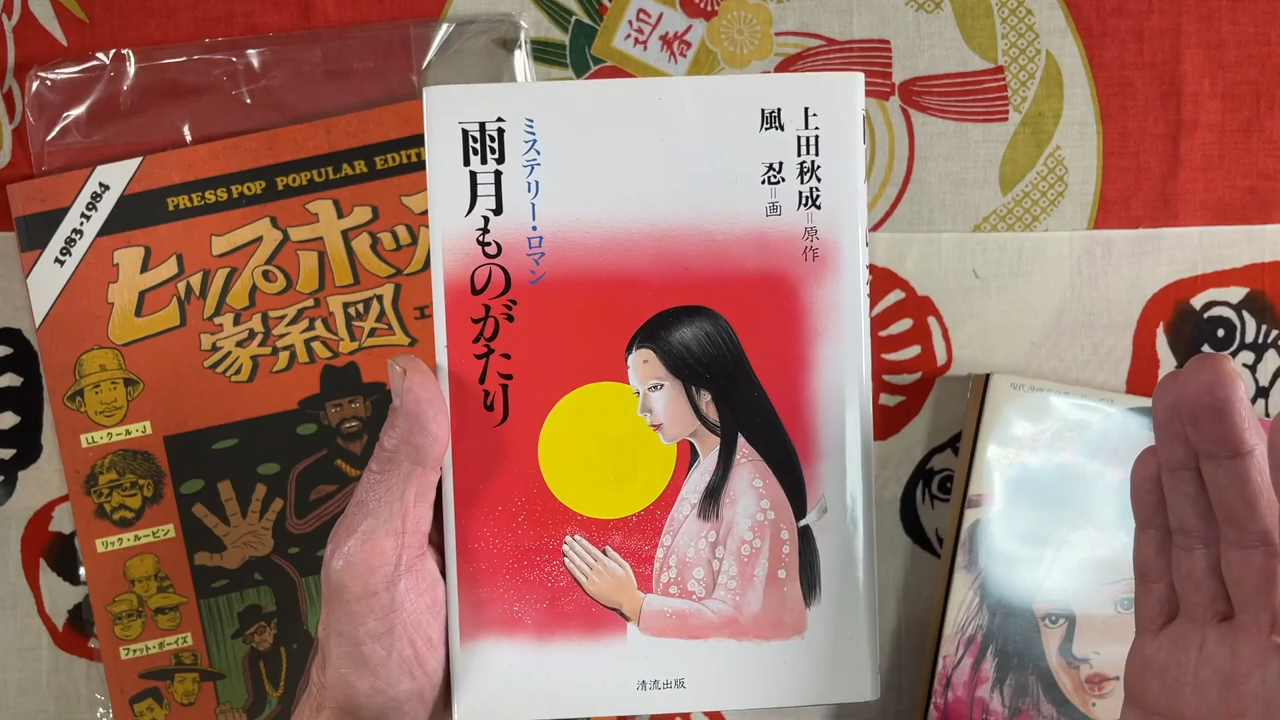 迎春
PRESS POP POPULAR EDITI
1983-1984
ヒップホッ
家系図
LL・クール・J
リック・ルービン
ファット・ボーイズ
上田秋成=原作
風 忍=画
ミステリー・ロマン
雨月ものがたり
清流出版